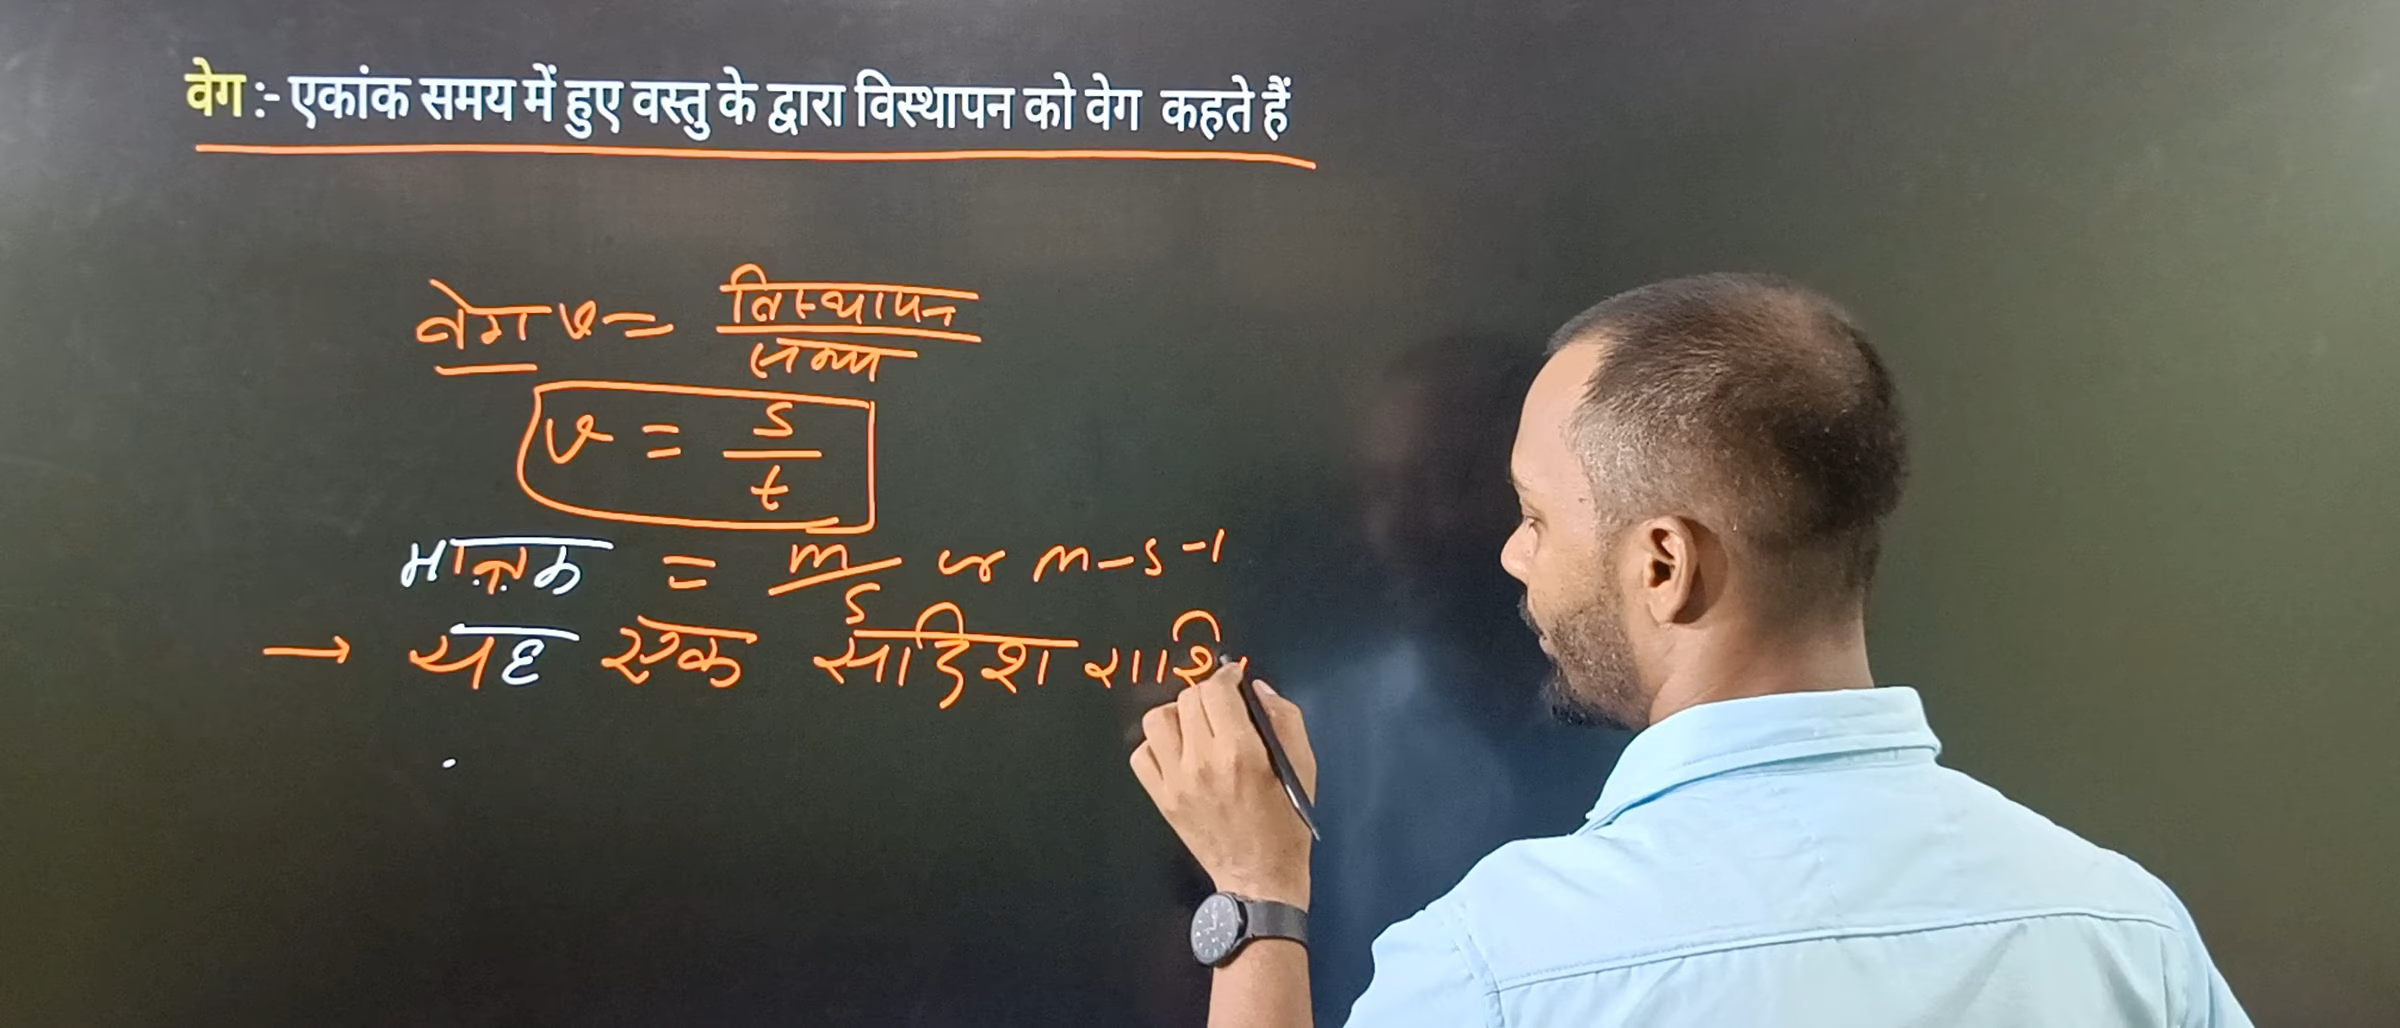 वेग :- एकांक समय में हुए वस्तु के द्वारा विस्थापन को वेग कहते हैं
वेग v = विस्थापन / समय
v = s / t
मात्रक = m/s or m-s-1
→ यह एक सदिश राशि